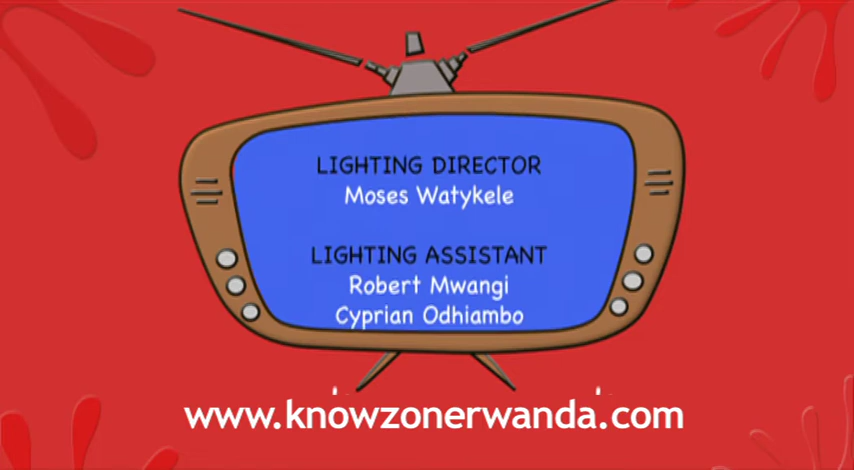 LIGHTING DIRECTOR
Moses Watykele
LIGHTING ASSISTANT
Robert Mwangi
Cyprian Odhiambo
www.knowzonerwanda.com